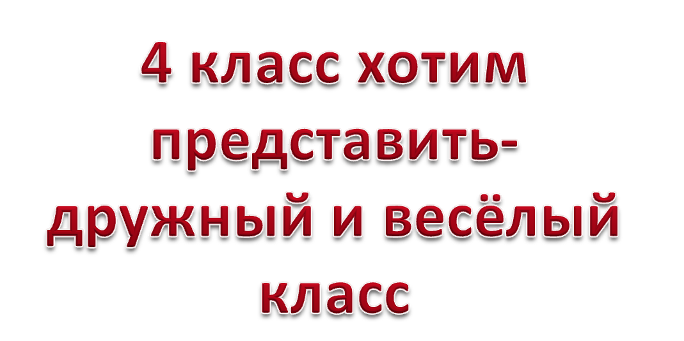 4 класс хотим
представить-
дружный и весёлый
класс